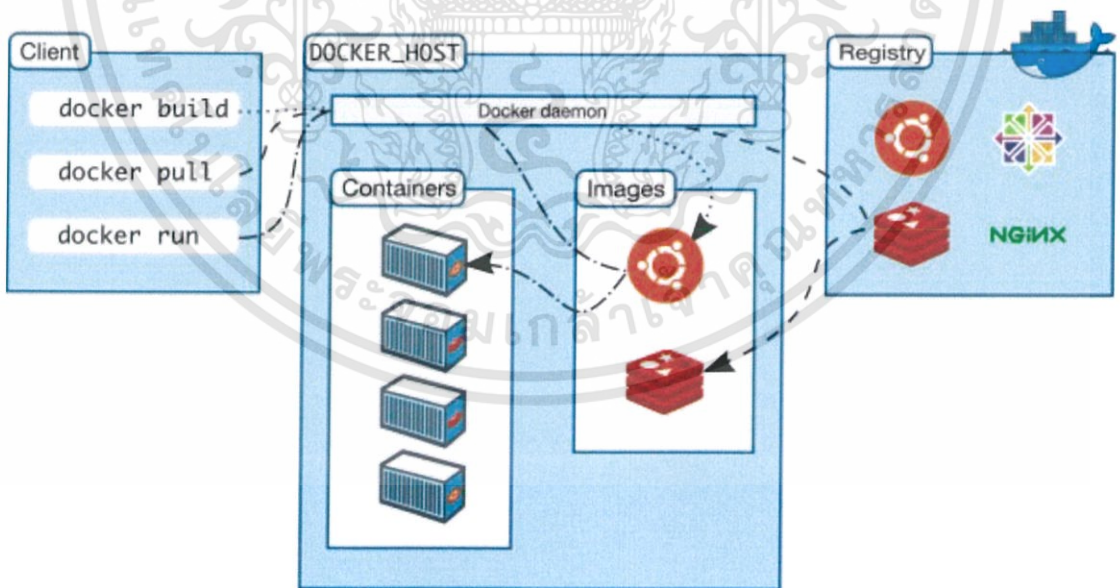 Client
docker build
docker pull
docker run
DOCKER_HOST
Docker daemon
Containers
Images
Registry
NGiNX